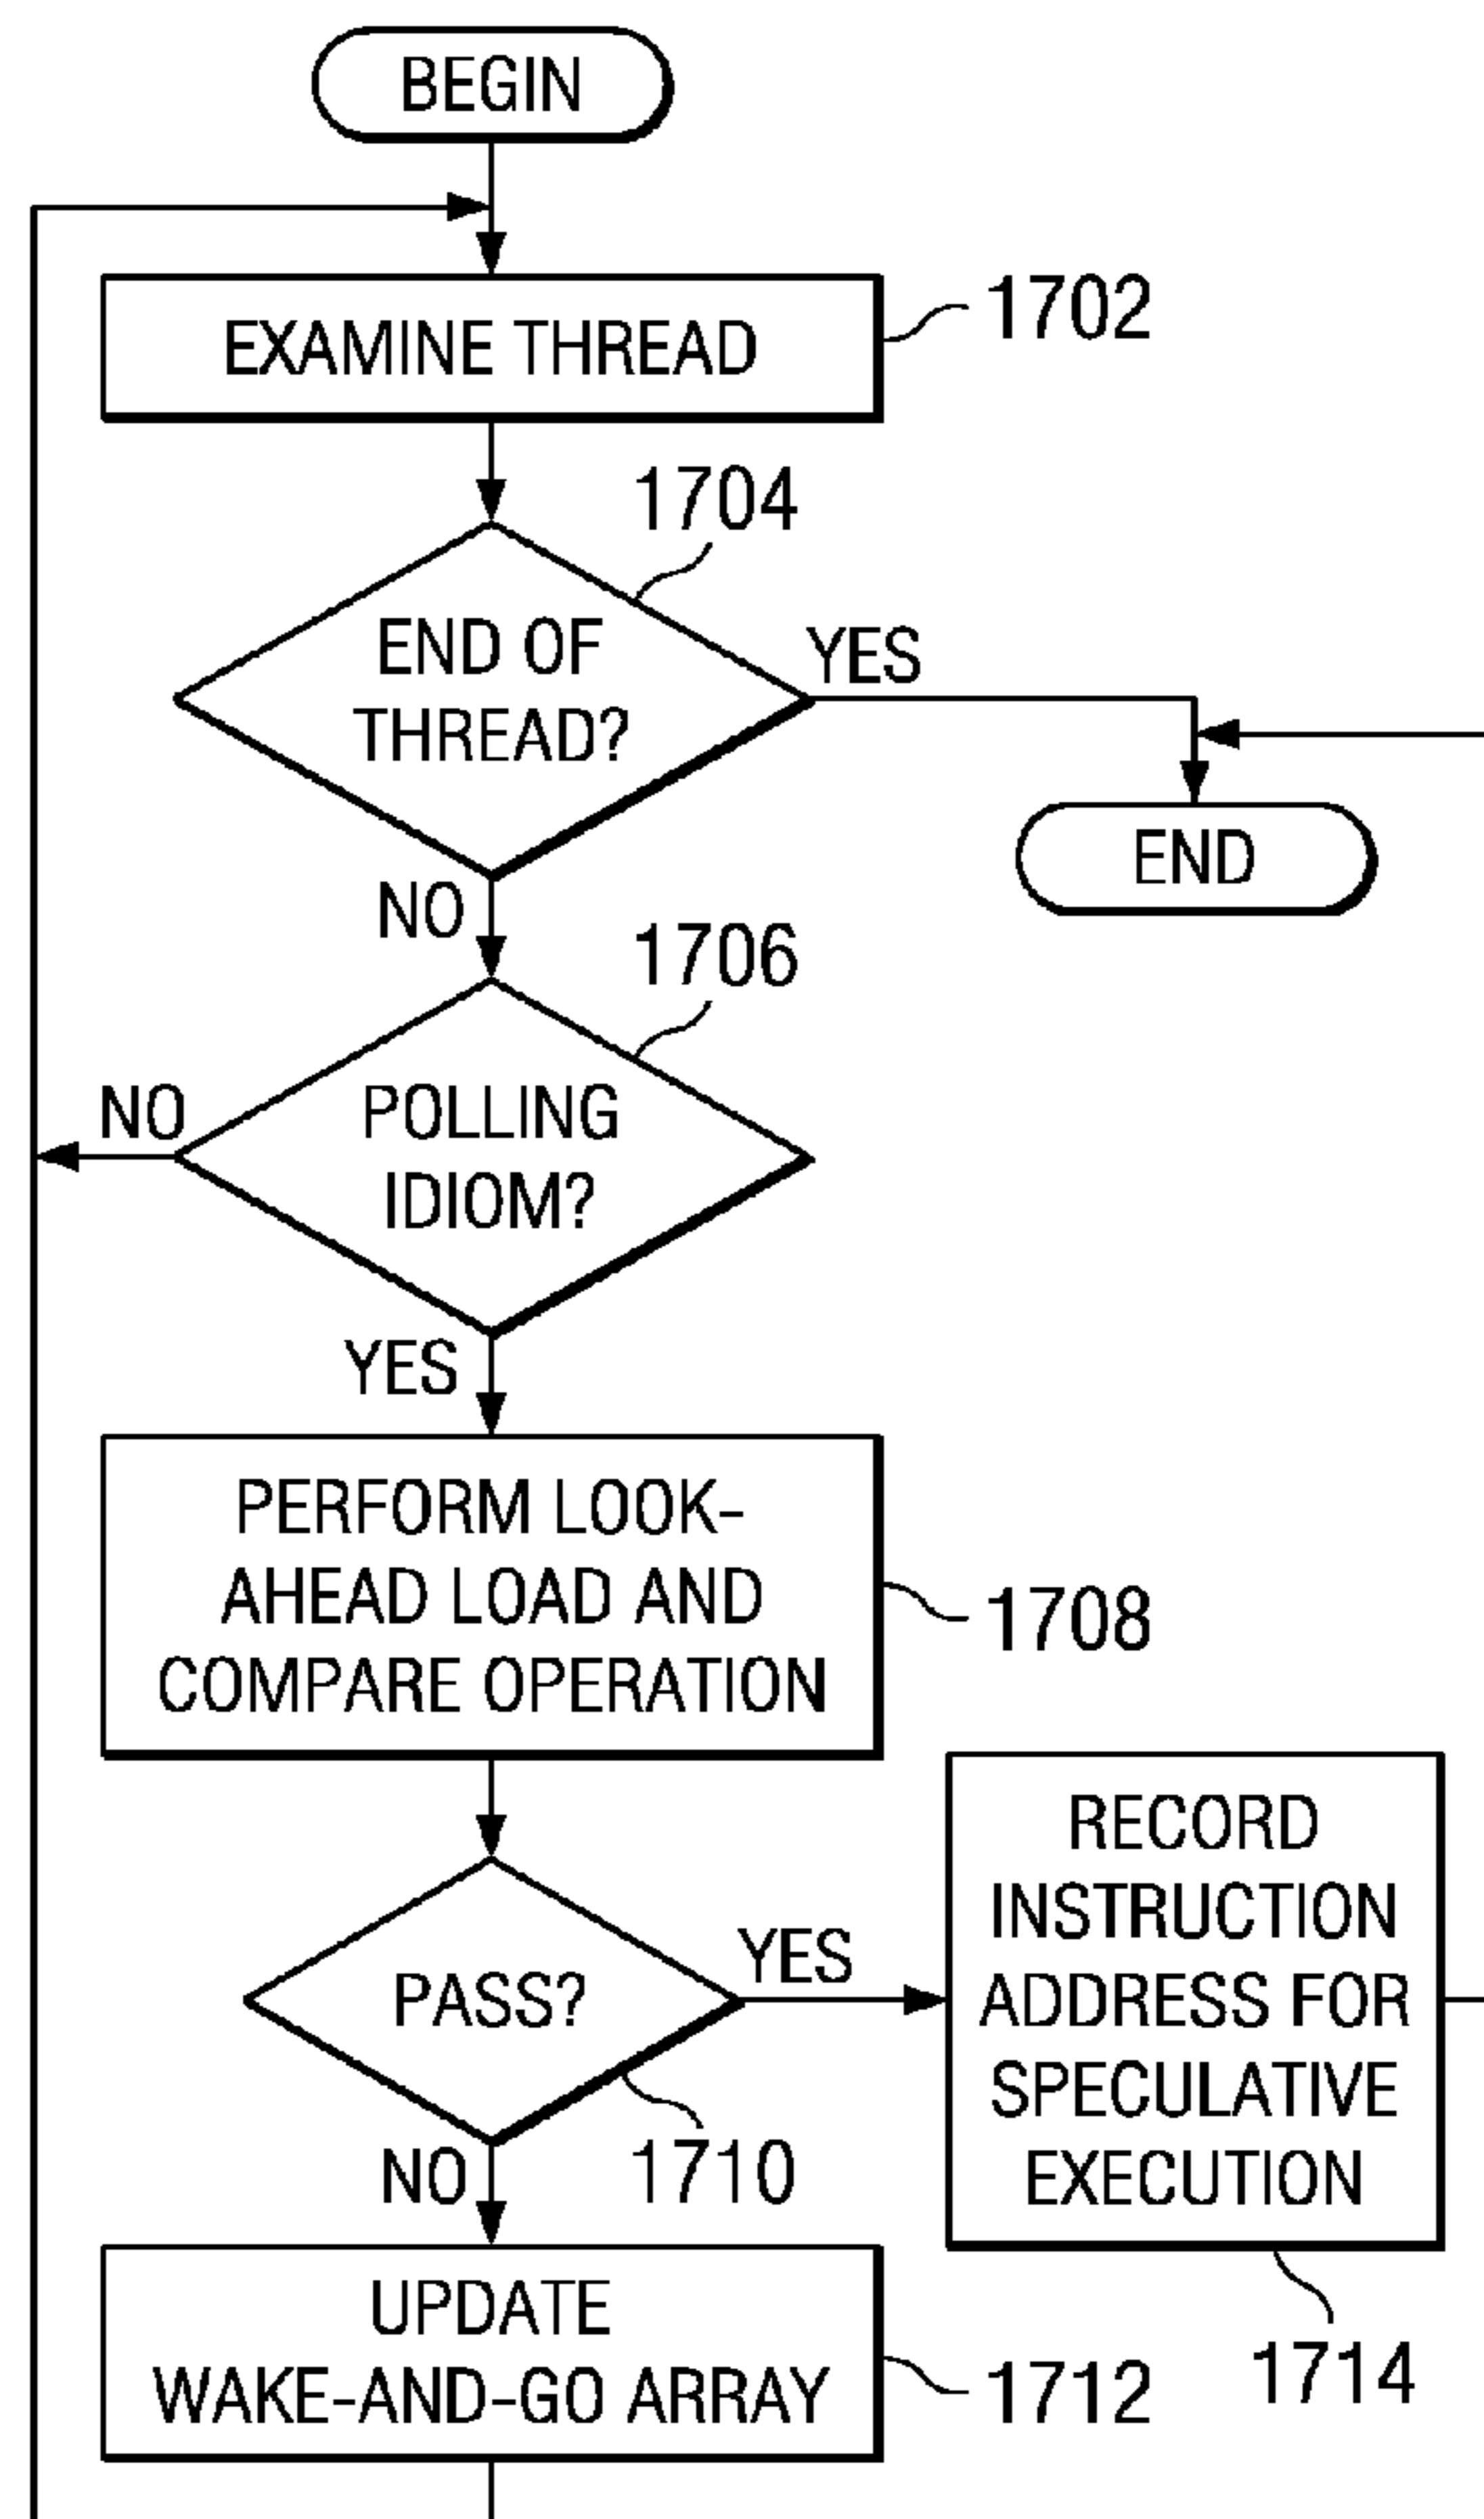 BEGIN
EXAMINE THREAD
1702
1704
END OF
THREAD?
YES
END
NO
1706
NO
POLLING
IDIOM?
YES
PERFORM LOOK-
AHEAD LOAD AND
COMPARE OPERATION
1708
PASS?
YES
RECORD
INSTRUCTION
ADDRESS FOR
SPECULATIVE
EXECUTION
1710
NO
UPDATE
WAKE-AND-GO ARRAY
1712
1714